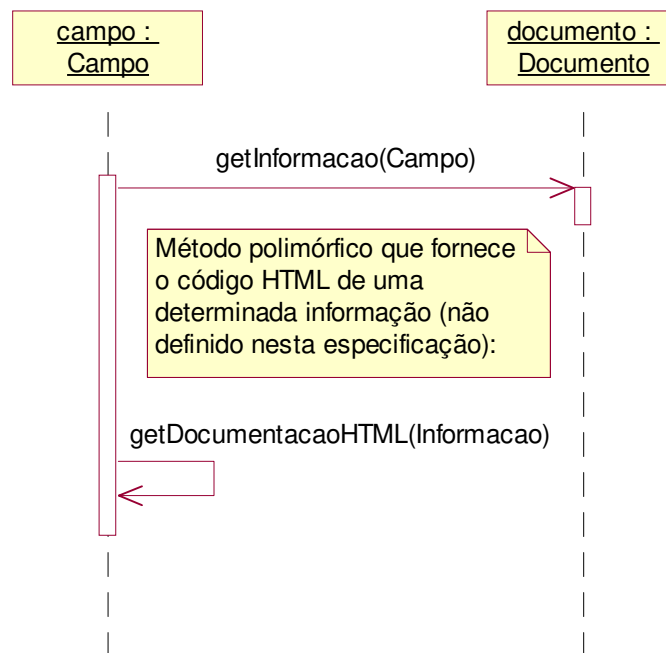 campo :
Campo
documento :
Documento
getInformacao(Campo)
Método polimórfico que fornece
o código HTML de uma
determinada informação (não
definido nesta especificação):
getDocumentacaoHTML(Informacao)